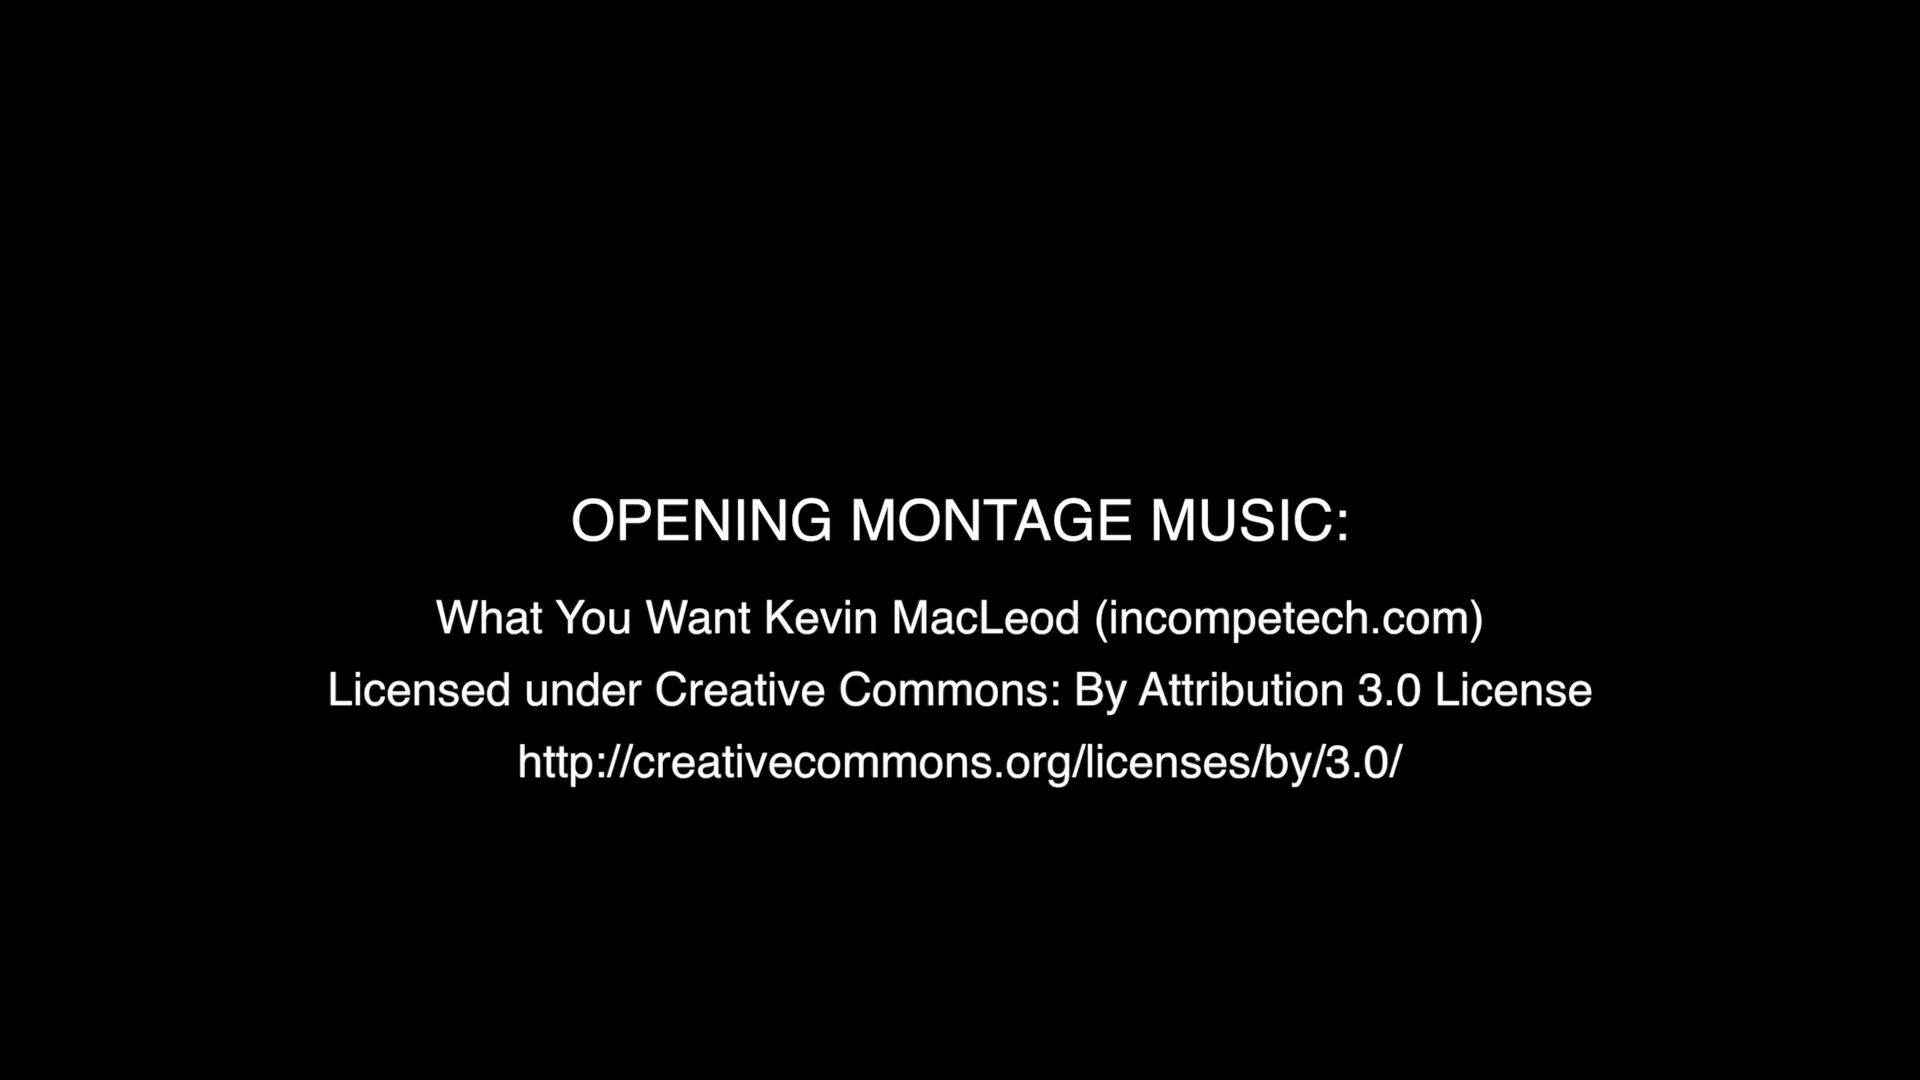 OPENING MONTAGE MUSIC:
What You Want Kevin MacLeod (incompetech.com)
Licensed under Creative Commons: By Attribution 3.0 License
http://creativecommons.org/licenses/by/3.0/